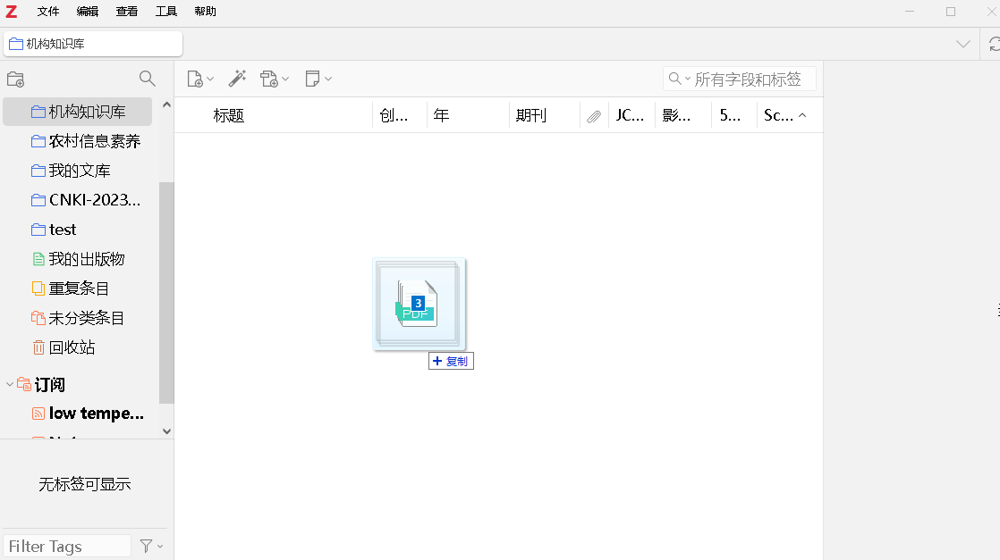 Z 文件 编辑 查看 工具 帮助
机构知识库
所有字段和标签
标题 创... 年 期刊 JC... 影... 5... Sc...
机构知识库
农村信息素养
我的文库
CNKI-2023...
test
我的出版物
重复条目
未分类条目
回收站
订阅
low tempe...
无标签可显示
Filter Tags
3
PDF
+ 复制